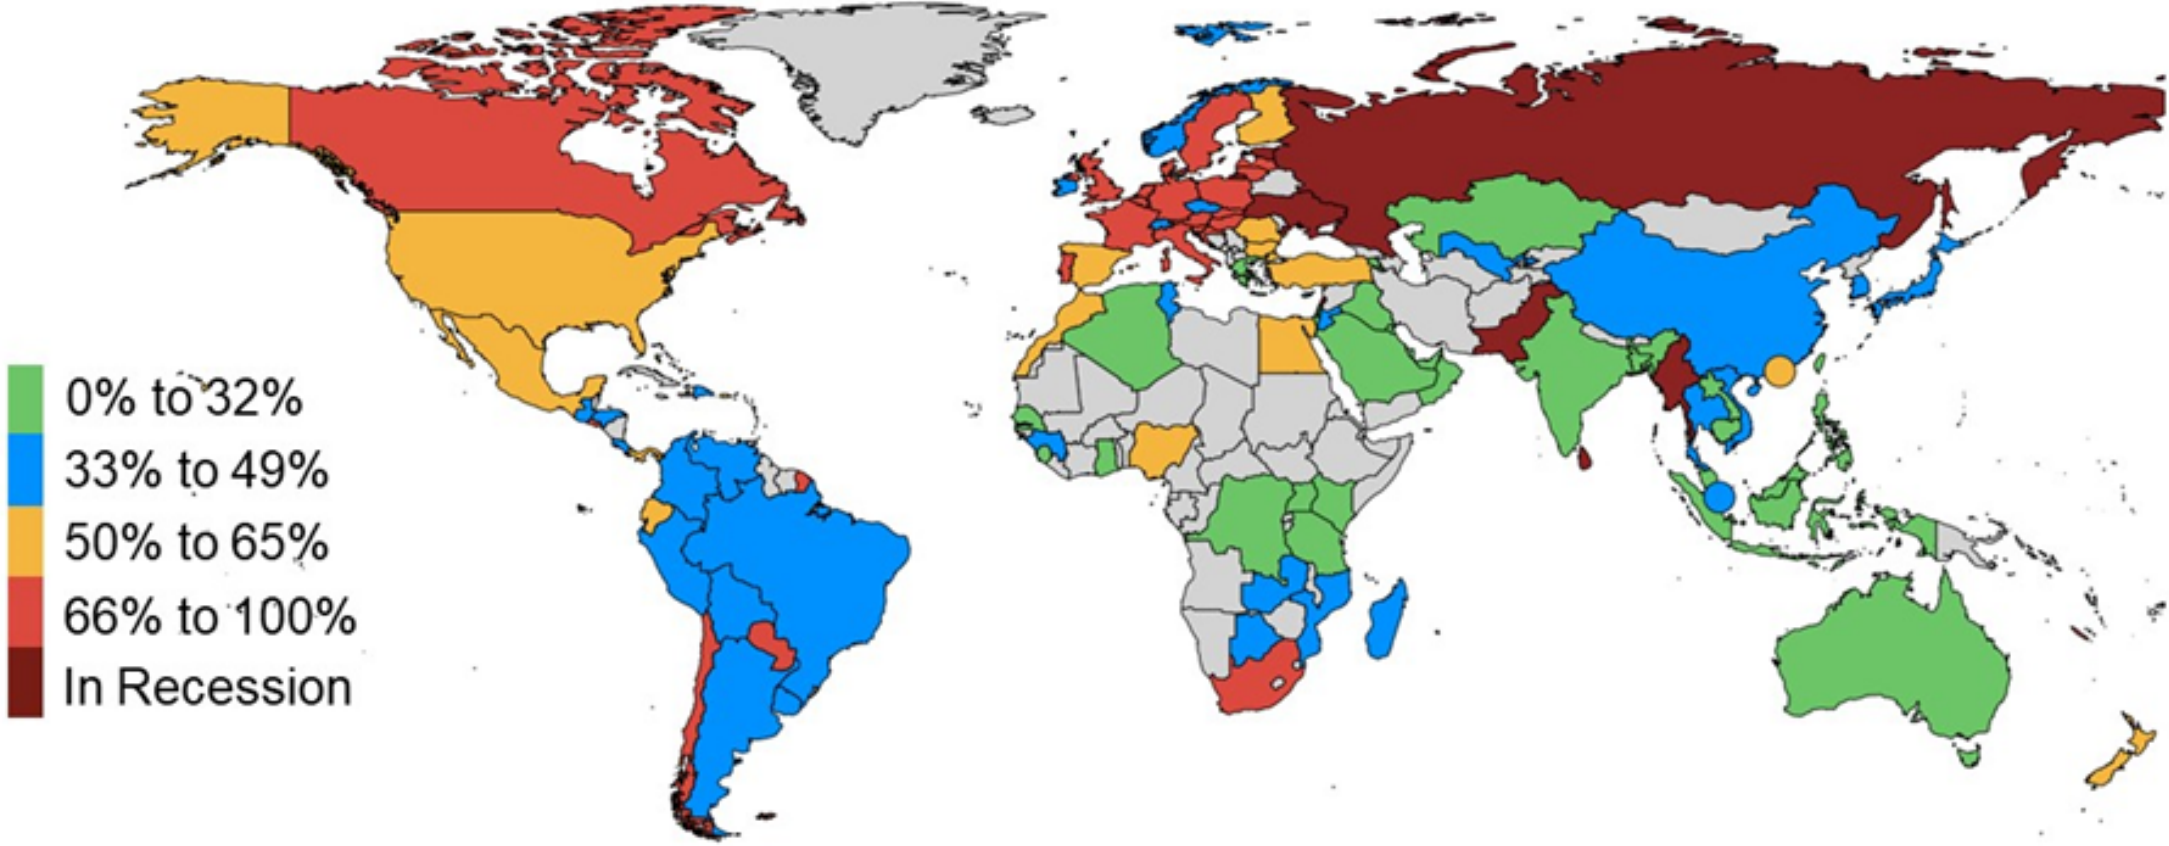 0% to 32%
33% to 49%
50% to 65%
66% to 100%
In Recession